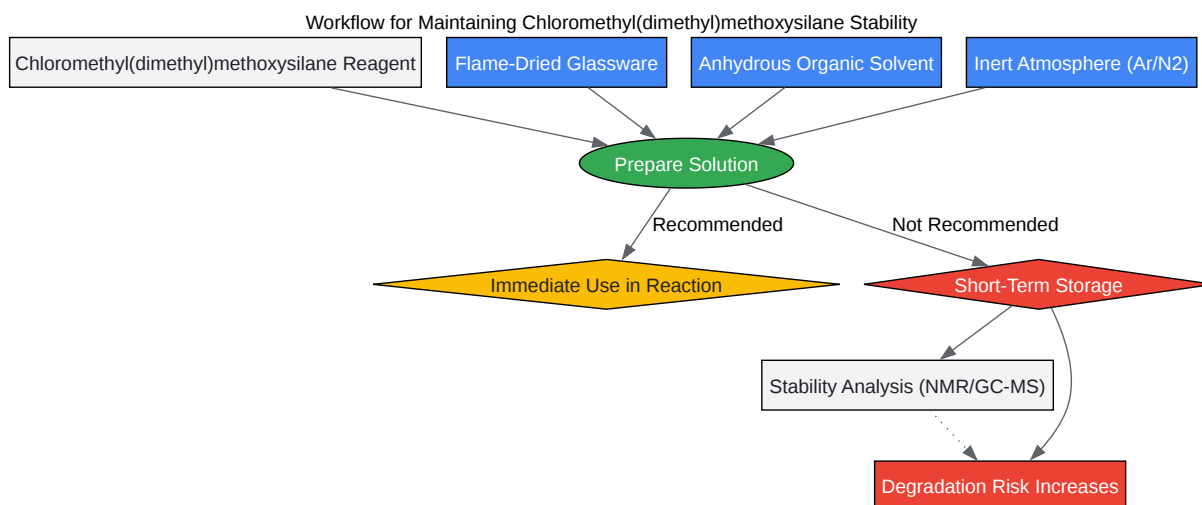 Workflow for Maintaining Chloromethyl(dimethyl)methoxysilane Stability
Chloromethyl(dimethyl)methoxysilane Reagent
Flame-Dried Glassware
Anhydrous Organic Solvent
Inert Atmosphere (Ar/N2)
Prepare Solution
Recommended
Not Recommended
Immediate Use in Reaction
Short-Term Storage
Stability Analysis (NMR/GC-MS)
Degradation Risk Increases